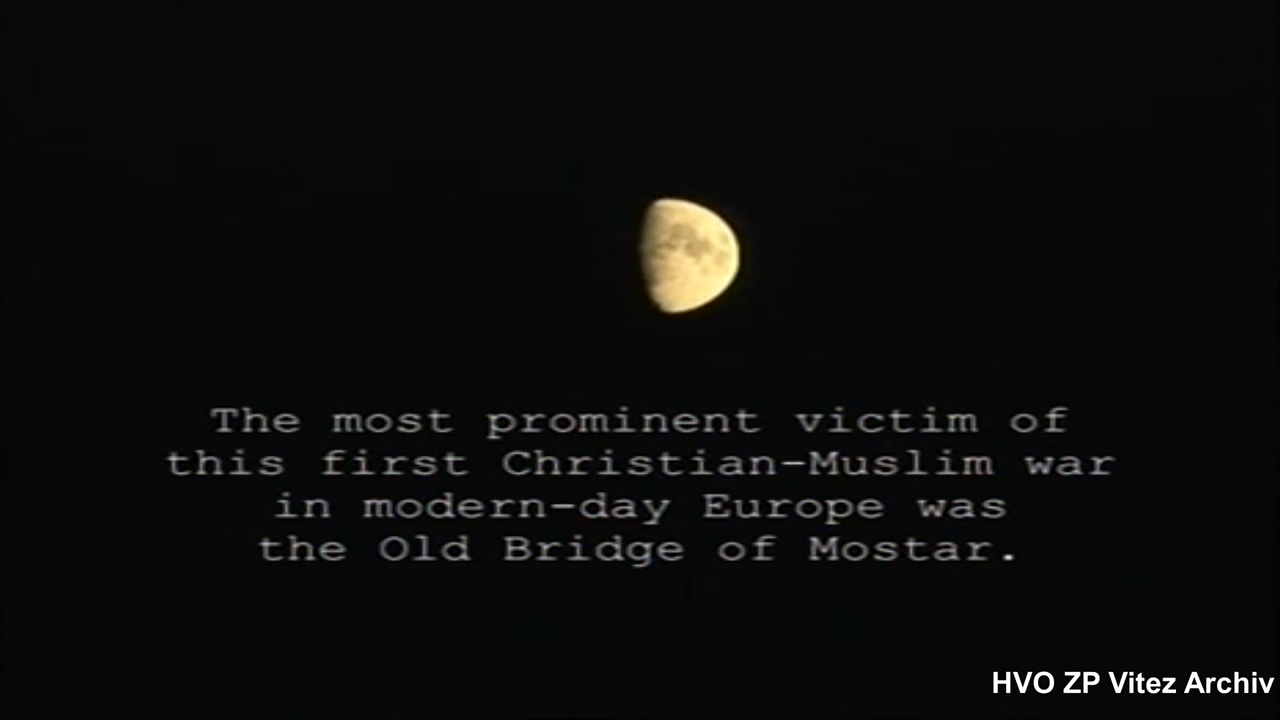 The most prominent victim of
this first Christian-Muslim war
in modern-day Europe was
the Old Bridge of Mostar.
HVO ZP Vitez Archiv